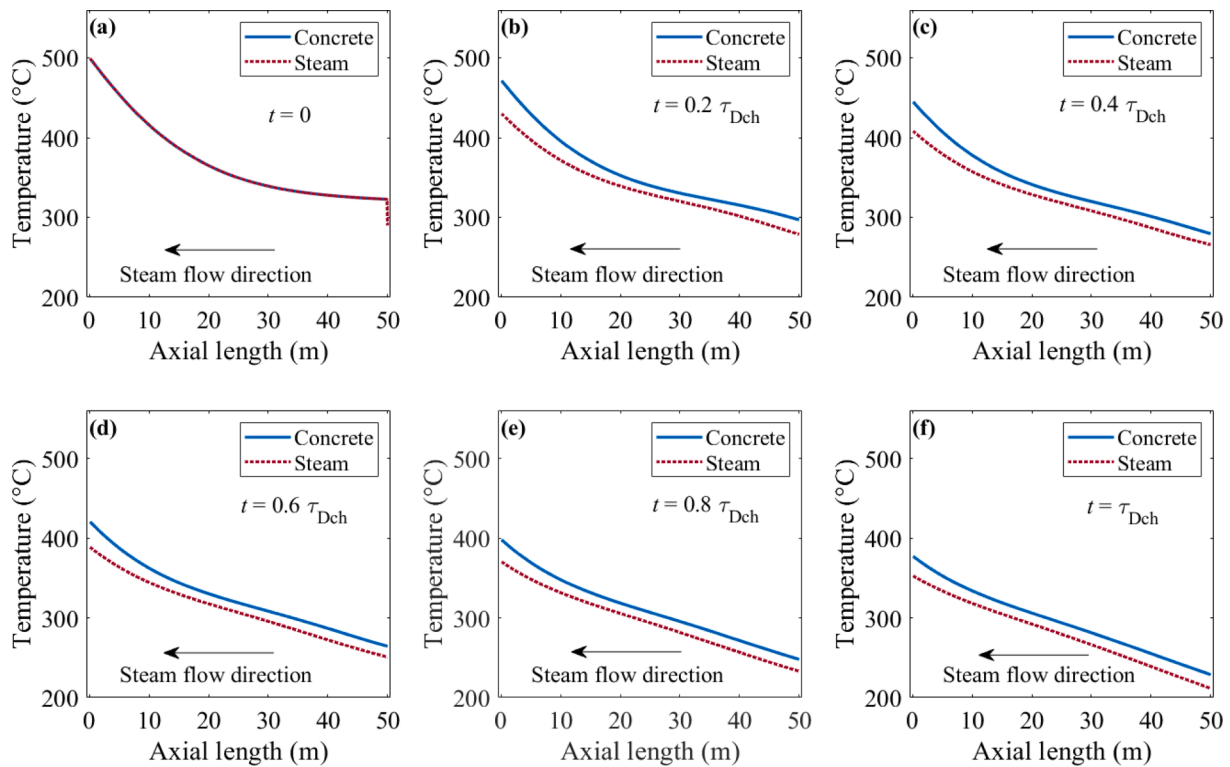 (a)
Concrete
Steam
t = 0
500
400
300
200
Temperature (°C)
Steam flow direction
0 10 20 30 40 50
Axial length (m)
(b)
Concrete
Steam
t = 0.2 τDch
500
400
300
200
Temperature (°C)
Steam flow direction
0 10 20 30 40 50
Axial length (m)
(c)
Concrete
Steam
t = 0.4 τDch
500
400
300
200
Temperature (°C)
Steam flow direction
0 10 20 30 40 50
Axial length (m)
(d)
Concrete
Steam
t = 0.6 τDch
500
400
300
200
Temperature (°C)
Steam flow direction
0 10 20 30 40 50
Axial length (m)
(e)
Concrete
Steam
t = 0.8 τDch
500
400
300
200
Temperature (°C)
Steam flow direction
0 10 20 30 40 50
Axial length (m)
(f)
Concrete
Steam
t = τDch
500
400
300
200
Temperature (°C)
Steam flow direction
0 10 20 30 40 50
Axial length (m)